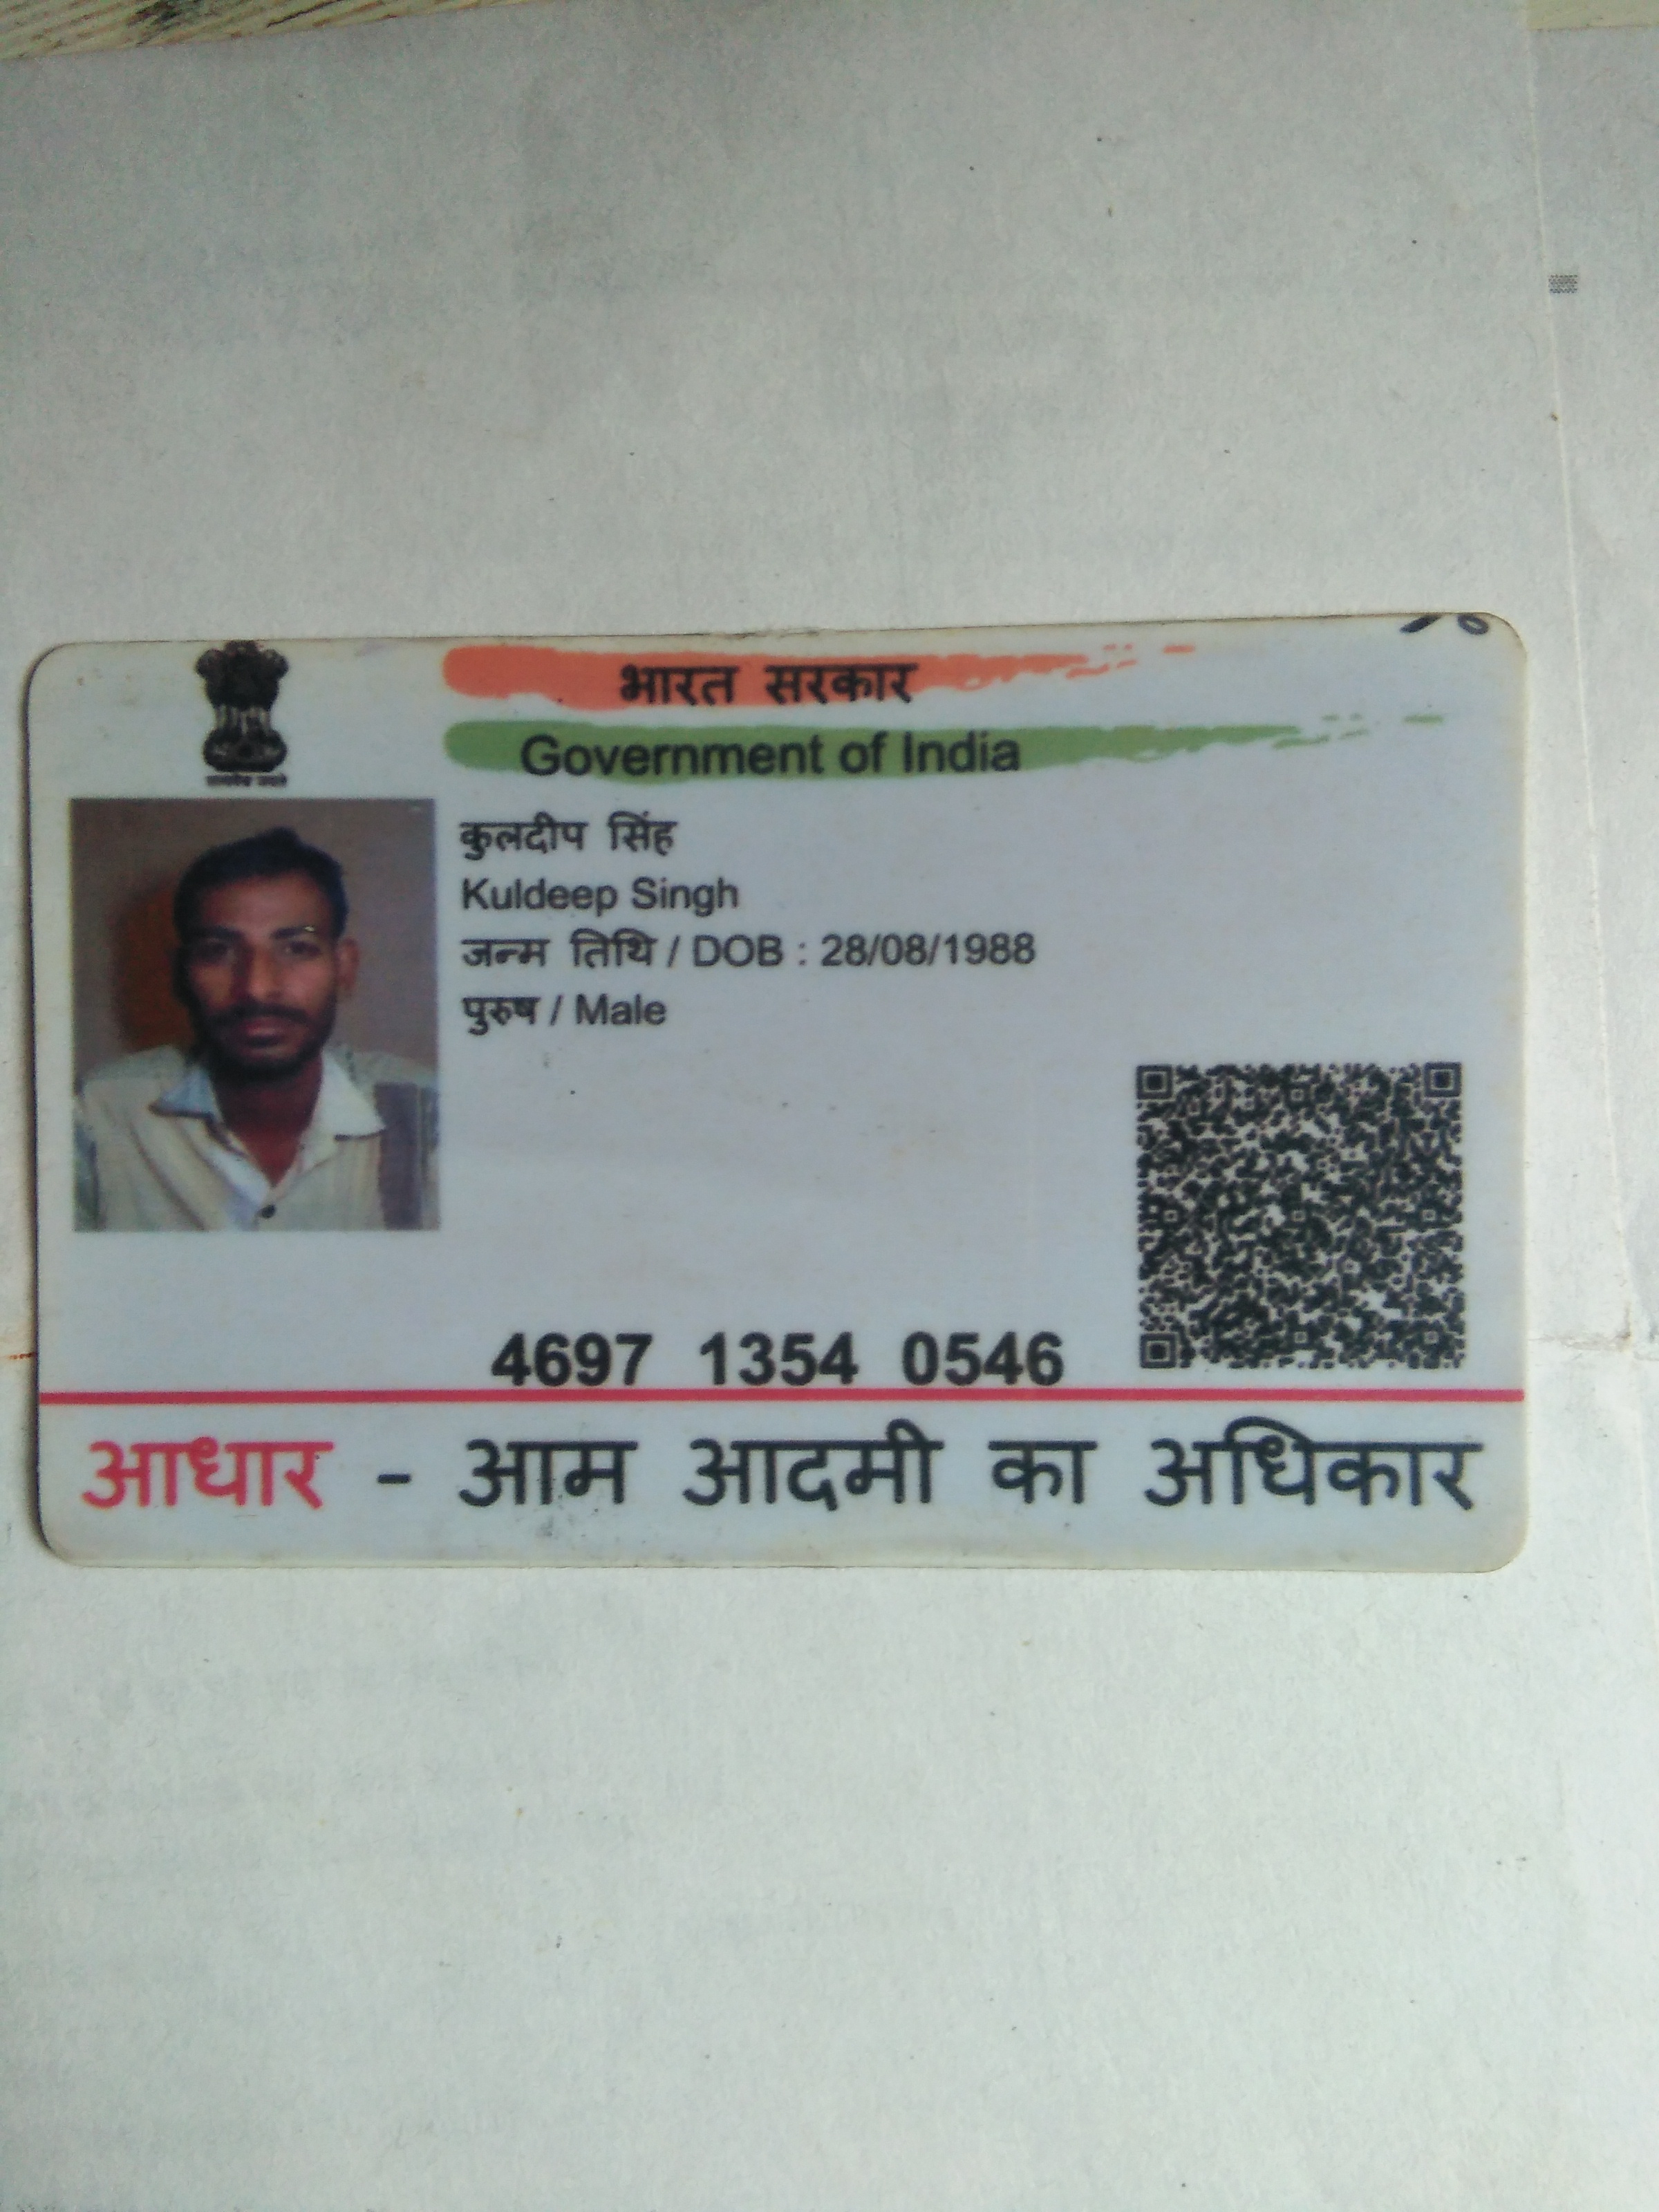 भारत सरकार
Government of India
कुलदीप सिंह
Kuldeep Singh
जन्म तिथि / DOB : 28/08/1988
पुरुष / Male
4697 1354 0546
आधार - आम आदमी का अधिकार